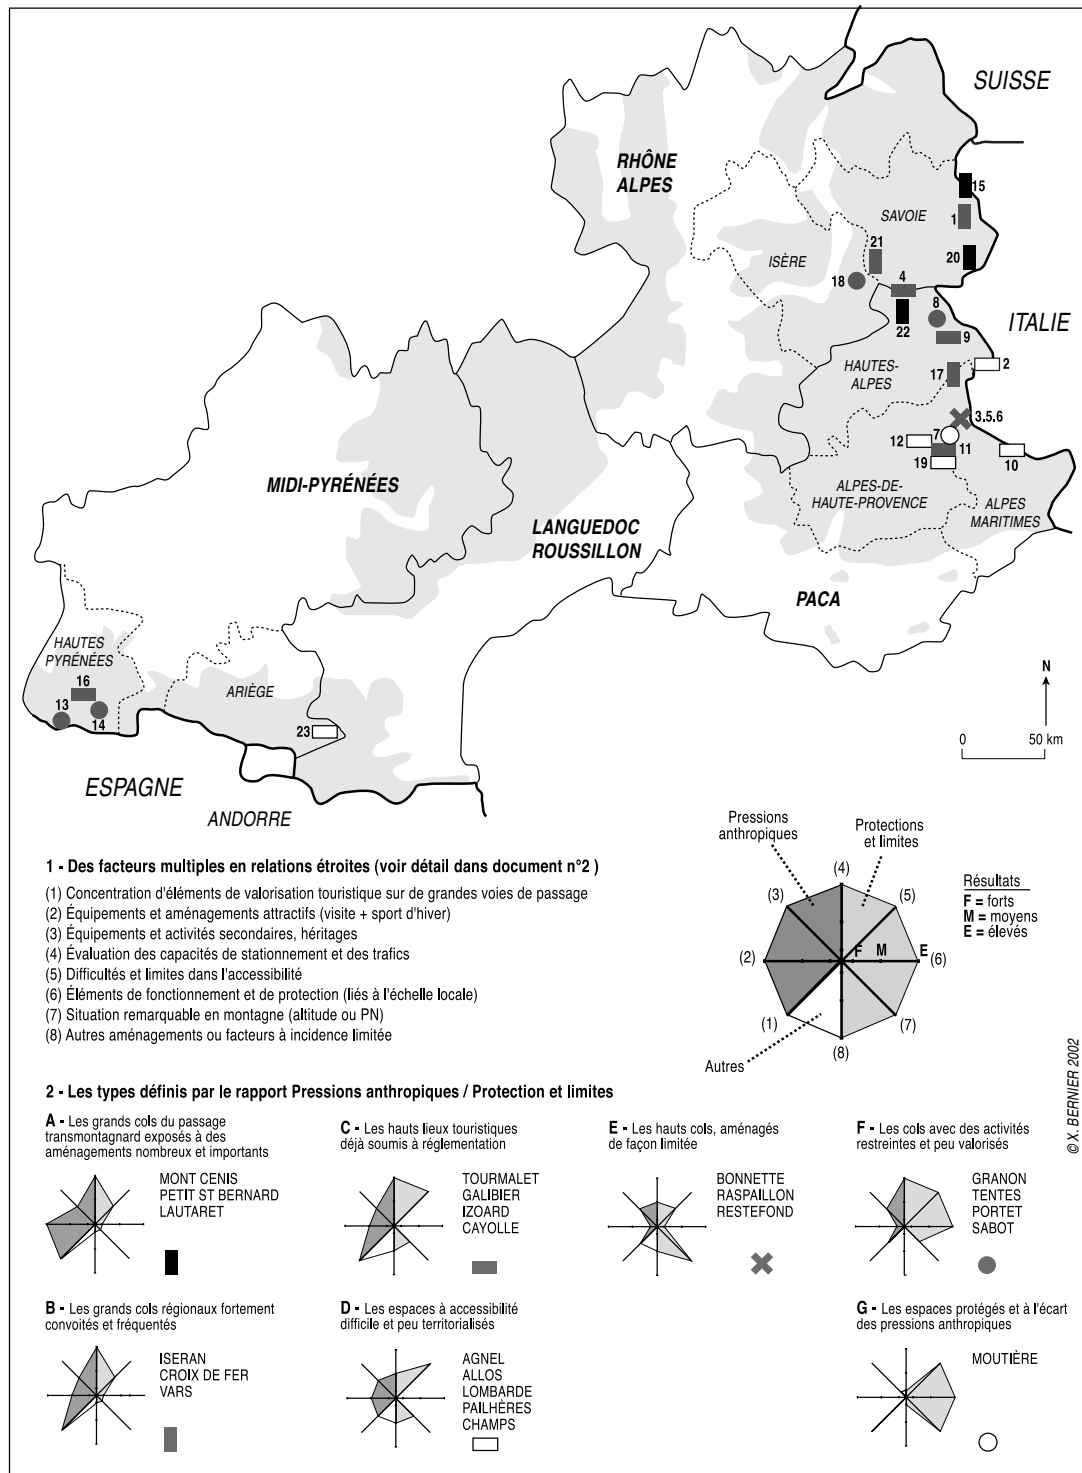 SUISSE
RHÔNE
ALPES
15
SAVOIE
1
21
ISÈRE
20
18
4
8
ITALIE
22
9
HAUTES-
ALPES
2
17
3.5.6
7
12
11
10
19
MIDI-PYRÉNÉES
ALPES-DE-
HAUTE-PROVENCE
ALPES
MARITIMES
LANGUEDOC
ROUSSILLON
PACA
HAUTES
PYRÉNÉES
N
16
ARIÈGE
13
14
23
0 50 km
ESPAGNE
ANDORRE
Pressions
anthropiques
Protections
et limites
1 - Des facteurs multiples en relations étroites (voir détail dans document n°2 )
(1) Concentration d'éléments de valorisation touristique sur de grandes voies de passage
(2) Équipements et aménagements attractifs (visite + sport d'hiver)
(3) Équipements et activités secondaires, héritages
(4) Évaluation des capacités de stationnement et des trafics
(5) Difficultés et limites dans l'accessibilité
(6) Éléments de fonctionnement et de protection (liés à l'échelle locale)
(7) Situation remarquable en montagne (altitude ou PN)
(8) Autres aménagements ou facteurs à incidence limitée
(4)
(3) (5)
(2) F M E (6)
(1) (7)
(8)
Autres
Résultats
F = forts
M = moyens
E = élevés
2 - Les types définis par le rapport Pressions anthropiques / Protection et limites
A - Les grands cols du passage
transmontagnard exposés à des
aménagements nombreux et importants
MONT CENIS
PETIT ST BERNARD
LAUTARET
C - Les hauts lieux touristiques
déjà soumis à réglementation
TOURMALET
GALIBIER
IZOARD
CAYOLLE
E - Les hauts cols, aménagés
de façon limitée
BONNETTE
RASPAILLON
RESTEFOND
F - Les cols avec des activités
restreintes et peu valorisés
GRANON
TENTES
PORTET
SABOT
B - Les grands cols régionaux fortement
convoités et fréquentés
ISERAN
CROIX DE FER
VARS
D - Les espaces à accessibilité
difficile et peu territorialisés
AGNEL
ALLOS
LOMBARDE
PAILHÈRES
CHAMPS
G - Les espaces protégés et à l'écart
des pressions anthropiques
MOUTIÈRE
© X. BERNIER 2002